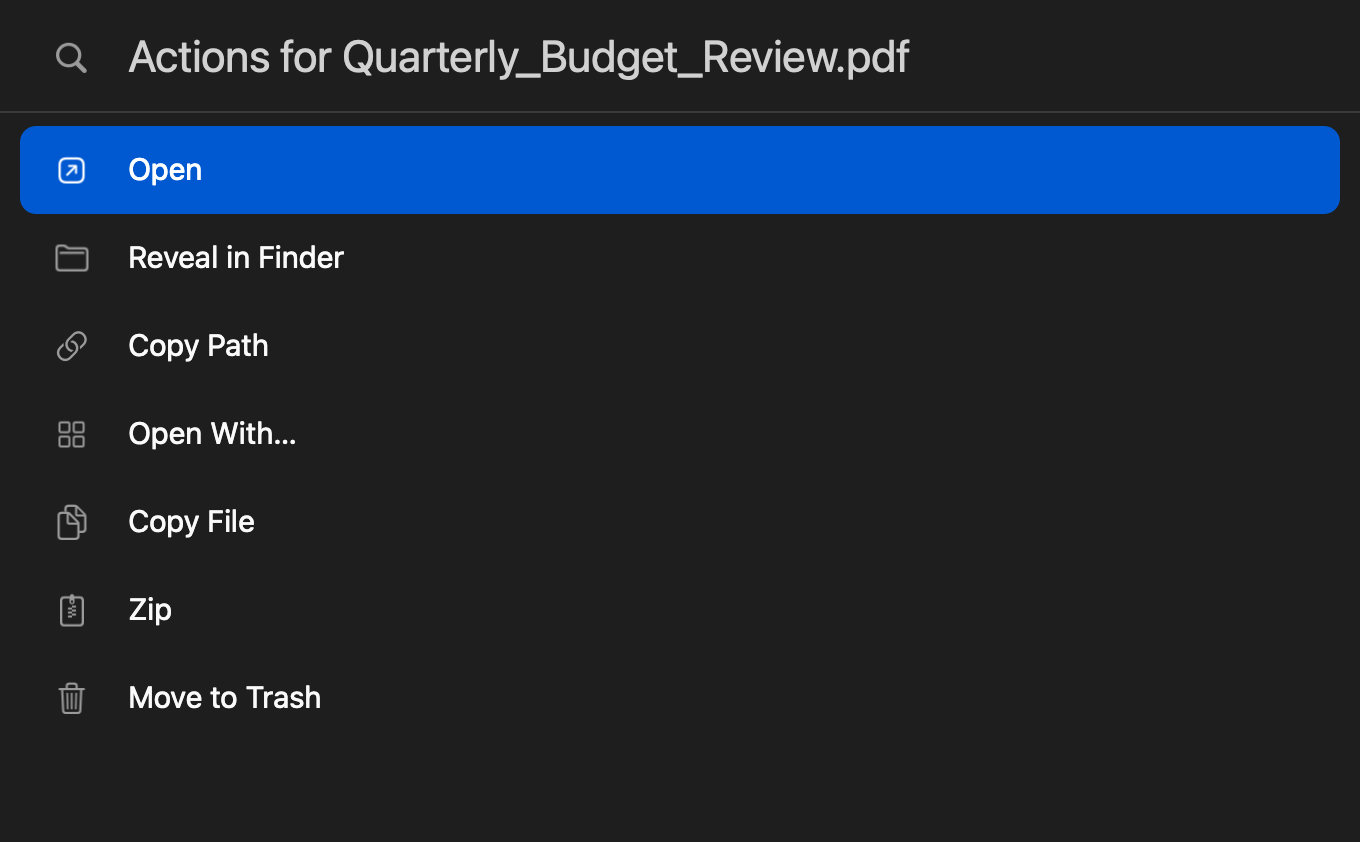 Actions for Quarterly_Budget_Review.pdf
Open
Reveal in Finder
Copy Path
Open With...
Copy File
Zip
Move to Trash